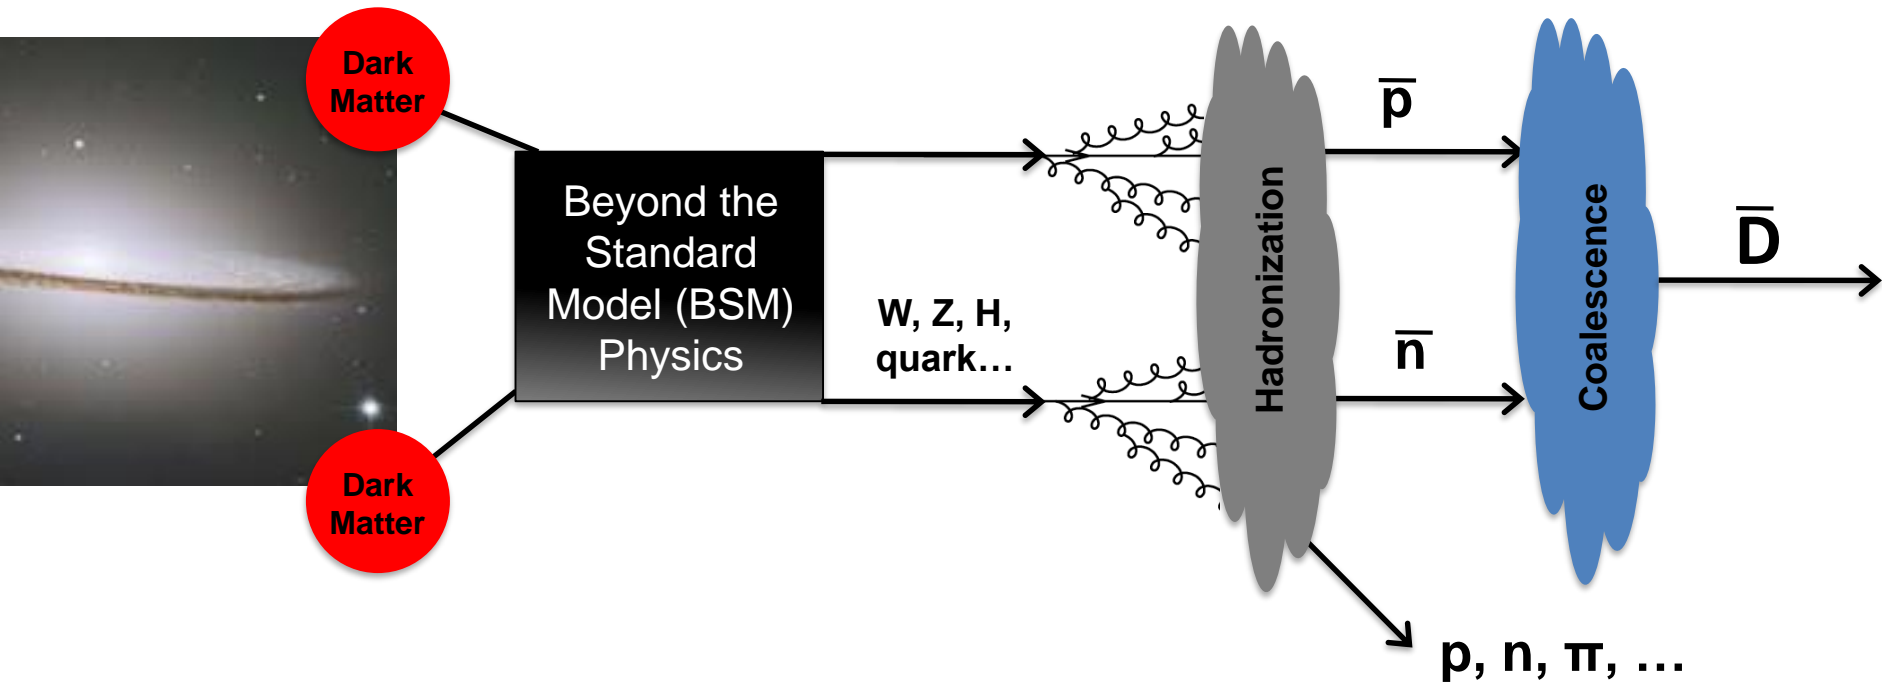 Dark
Matter
Beyond the
Standard
Model (BSM)
Physics
W, Z, H,
quark...
Dark
Matter
Hadronization
p̅
n̅
Coalescence
D̅
p, n, π, ...